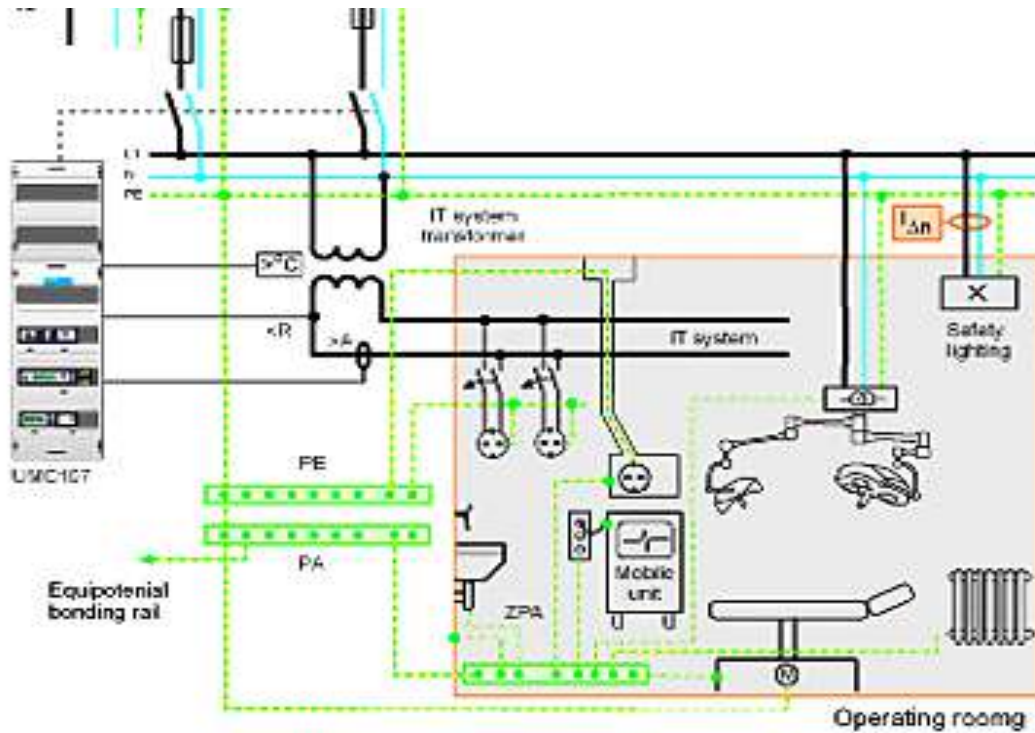 L1
N
PE
IT system
transformer
>°C
I Δn
<R
>A
IT system
Safety
lighting
UMC107
PE
PA
Equipotenial
bonding rail
ZPA
Mobile
unit
M
Operating roomg